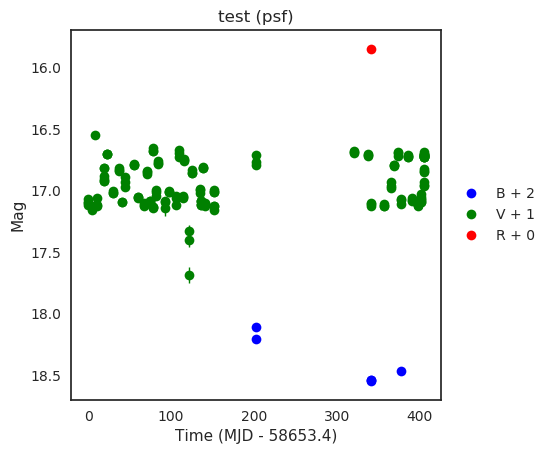 test (psf)
16.0
16.5
17.0
17.5
18.0
18.5
Mag
0
100
200
300
400
Time (MJD - 58653.4)
B + 2
V + 1
R + 0